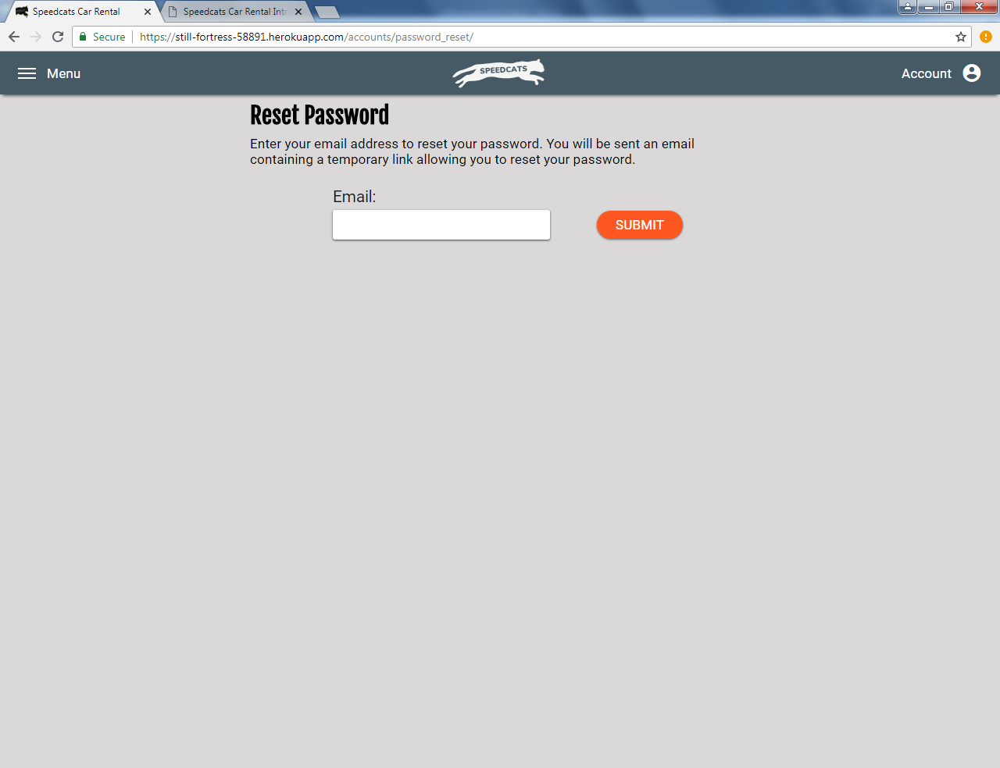 Speedcats Car Rental
Speedcats Car Rental Intr
Secure
https://still-fortress-58891.herokuapp.com/accounts/password_reset/
Menu
SPEEDCATS
Account
Reset Password
Enter your email address to reset your password. You will be sent an email
containing a temporary link allowing you to reset your password.
Email:
SUBMIT